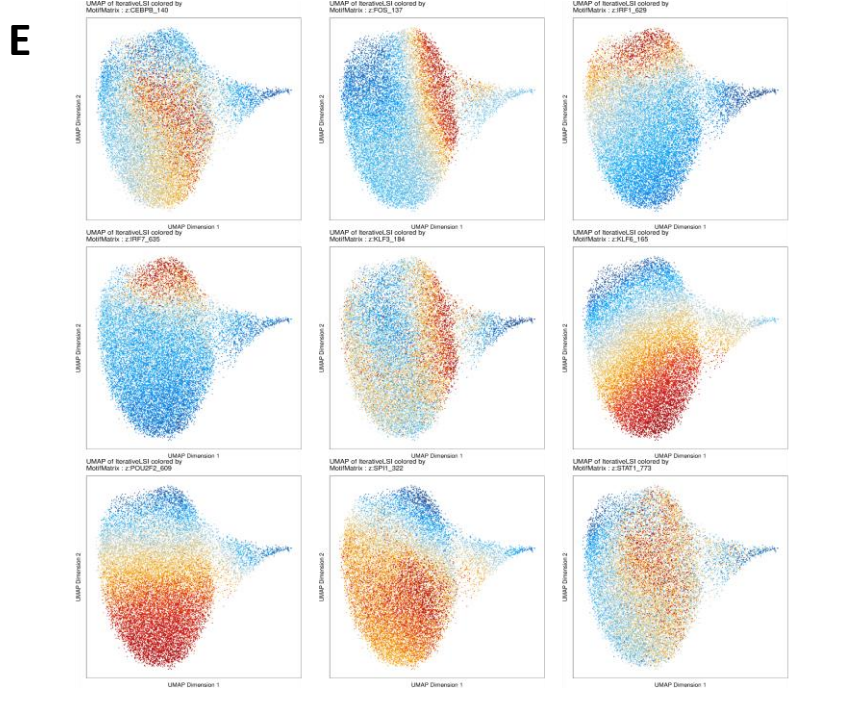 E
UMAP of IterativeLSI colored by
MotifMatrix : z:CEBPB_140
UMAP Dimension 2
UMAP Dimension 1
UMAP of IterativeLSI colored by
MotifMatrix : z:FOS_137
UMAP Dimension 2
UMAP Dimension 1
UMAP of IterativeLSI colored by
MotifMatrix : z:IRF1_629
UMAP Dimension 2
UMAP Dimension 1
UMAP of IterativeLSI colored by
MotifMatrix : z:IRF7_635
UMAP Dimension 2
UMAP Dimension 1
UMAP of IterativeLSI colored by
MotifMatrix : z:KLF3_184
UMAP Dimension 2
UMAP Dimension 1
UMAP of IterativeLSI colored by
MotifMatrix : z:KLF6_165
UMAP Dimension 2
UMAP Dimension 1
UMAP of IterativeLSI colored by
MotifMatrix : z:POU2F2_609
UMAP Dimension 2
UMAP Dimension 1
UMAP of IterativeLSI colored by
MotifMatrix : z:SPI1_322
UMAP Dimension 2
UMAP Dimension 1
UMAP of IterativeLSI colored by
MotifMatrix : z:STAT1_773
UMAP Dimension 2
UMAP Dimension 1